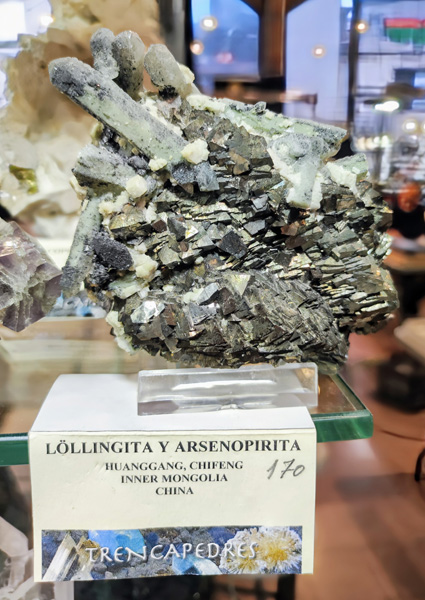 LÖLLINGITA Y ARSENOPIRITA
HUANGGANG, CHIFENG
INNER MONGOLIA
CHINA
170
TRENCAPEDRES